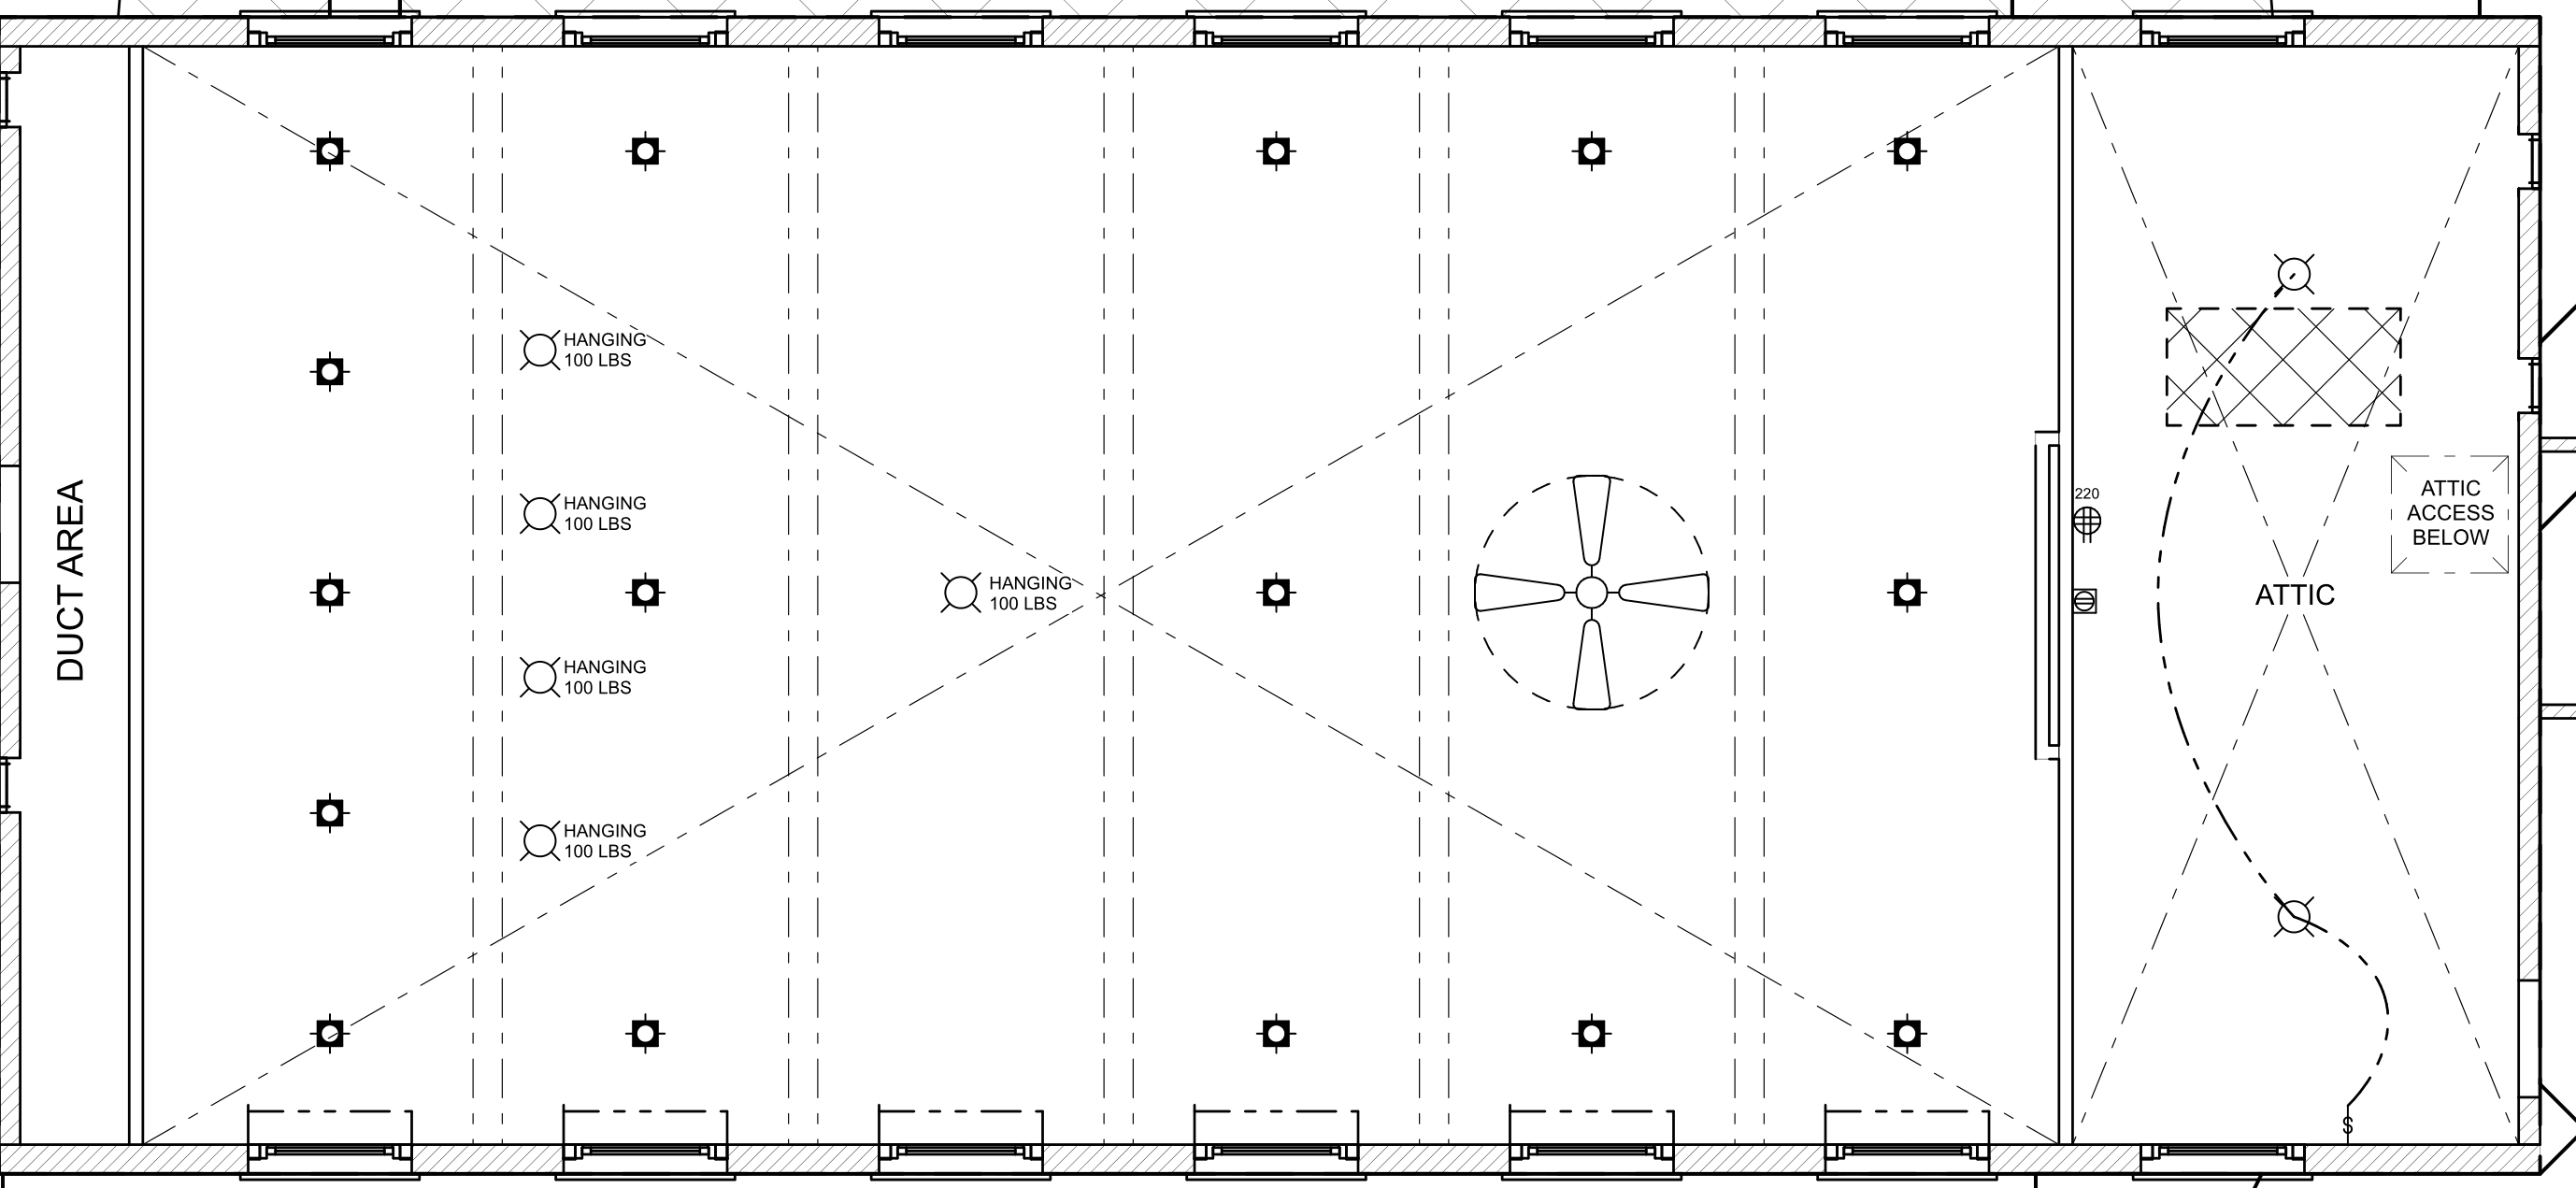 HANGING
100 LBS
HANGING
100 LBS
HANGING
100 LBS
HANGING
100 LBS
HANGING
100 LBS
DUCT AREA
220
ATTIC
ACCESS
BELOW
ATTIC
$